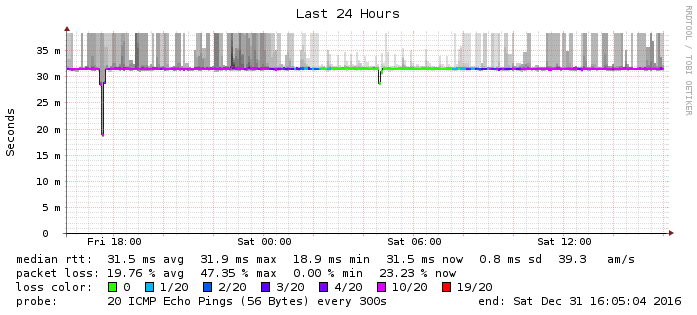 Last 24 Hours
RRDTOOL / TOBI OETIKER
Seconds
35 m
30 m
25 m
20 m
15 m
10 m
5 m
0
Fri 18:00 Sat 00:00 Sat 06:00 Sat 12:00
median rtt: 31.5 ms avg 31.9 ms max 18.9 ms min 31.5 ms now 0.8 ms sd 39.3 am/s
packet loss: 19.76 % avg 47.35 % max 0.00 % min 23.23 % now
loss color: 0 1/20 2/20 3/20 4/20 10/20 19/20
probe: 20 ICMP Echo Pings (56 Bytes) every 300s end: Sat Dec 31 16:05:04 2016